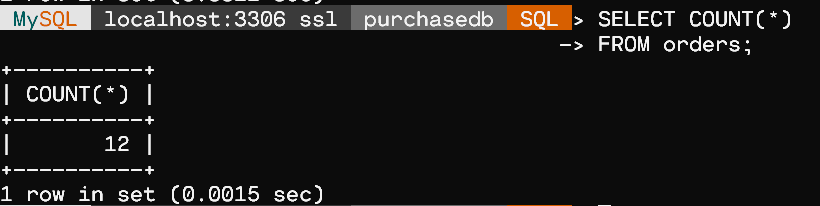 MySQL localhost:3306 ssl purchasedb SQL > SELECT COUNT(*)
-> FROM orders;
+----------+
| COUNT(*) |
+----------+
|       12 |
+----------+
1 row in set (0.0015 sec)